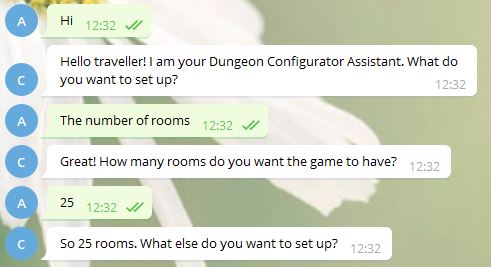 A
Hi 12:32
Hello traveller! I am your Dungeon Configurator Assistant. What do
C
you want to set up?
12:32
A
The number of rooms 12:32
C
Great! How many rooms do you want the game to have? 12:32
A
25 12:32
C
So 25 rooms. What else do you want to set up? 12:32